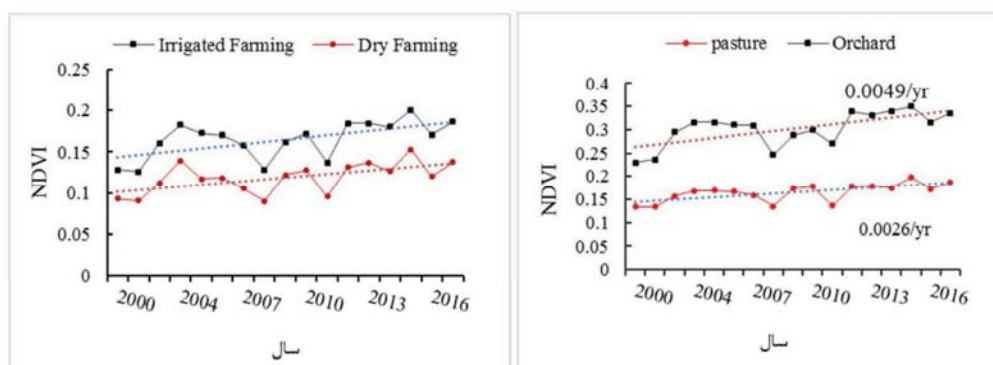 Irrigated Farming Dry Farming
0.25
0.2
0.15
0.1
0.05
0
NDVI
2000 2004 2007 2010 2013 2016
سال
pasture Orchard
0.4
0.35
0.3
0.25
0.2
0.15
0.1
0.05
0
NDVI
0.0049/yr
0.0026/yr
2000 2004 2007 2010 2013 2016
سال